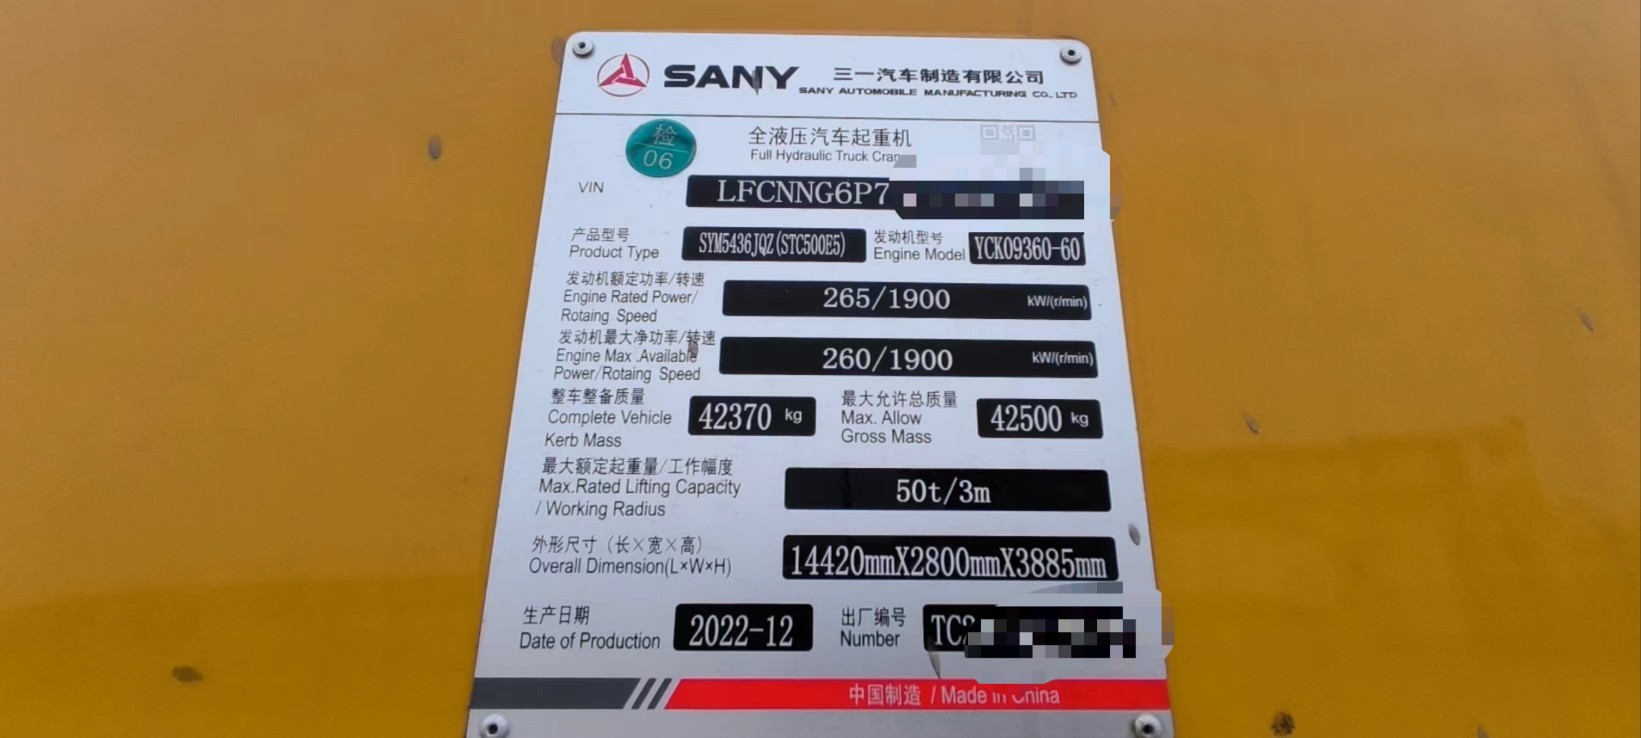 SANY 三一汽车制造有限公司
SANY AUTOMOBILE MANUFACTURING CO., LTD
检
06
全液压汽车起重机
Full Hydraulic Truck Cran
VIN LFCNNG6P7
产品型号
Product Type SYM5436JQZ(STC500E5)
发动机型号
Engine Model YCK09360-60
发动机额定功率/转速
Engine Rated Power/
Rotaing Speed
265/1900 kW/(r/min)
发动机最大净功率/转速
Engine Max .Available
Power/Rotaing Speed
260/1900 kW/(r/min)
整车整备质量
Complete Vehicle
Kerb Mass
42370 kg
最大允许总质量
Max. Allow
Gross Mass
42500 kg
最大额定起重量/工作幅度
Max.Rated Lifting Capacity
/ Working Radius
50t/3m
外形尺寸（长×宽×高）
Overall Dimension(L×W×H)
14420mmX2800mmX3885mm
生产日期
Date of Production
2022-12
出厂编号
Number
TC
中国制造 / Made in China